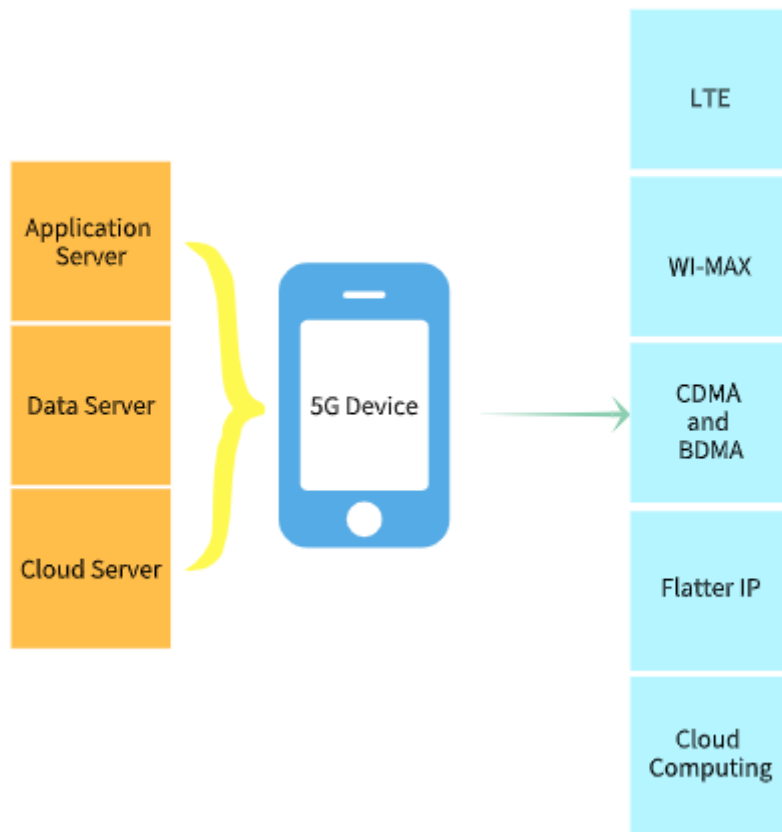 Application
Server
Data Server
Cloud Server
5G Device
LTE
WI-MAX
CDMA
and
BDMA
Flatter IP
Cloud
Computing